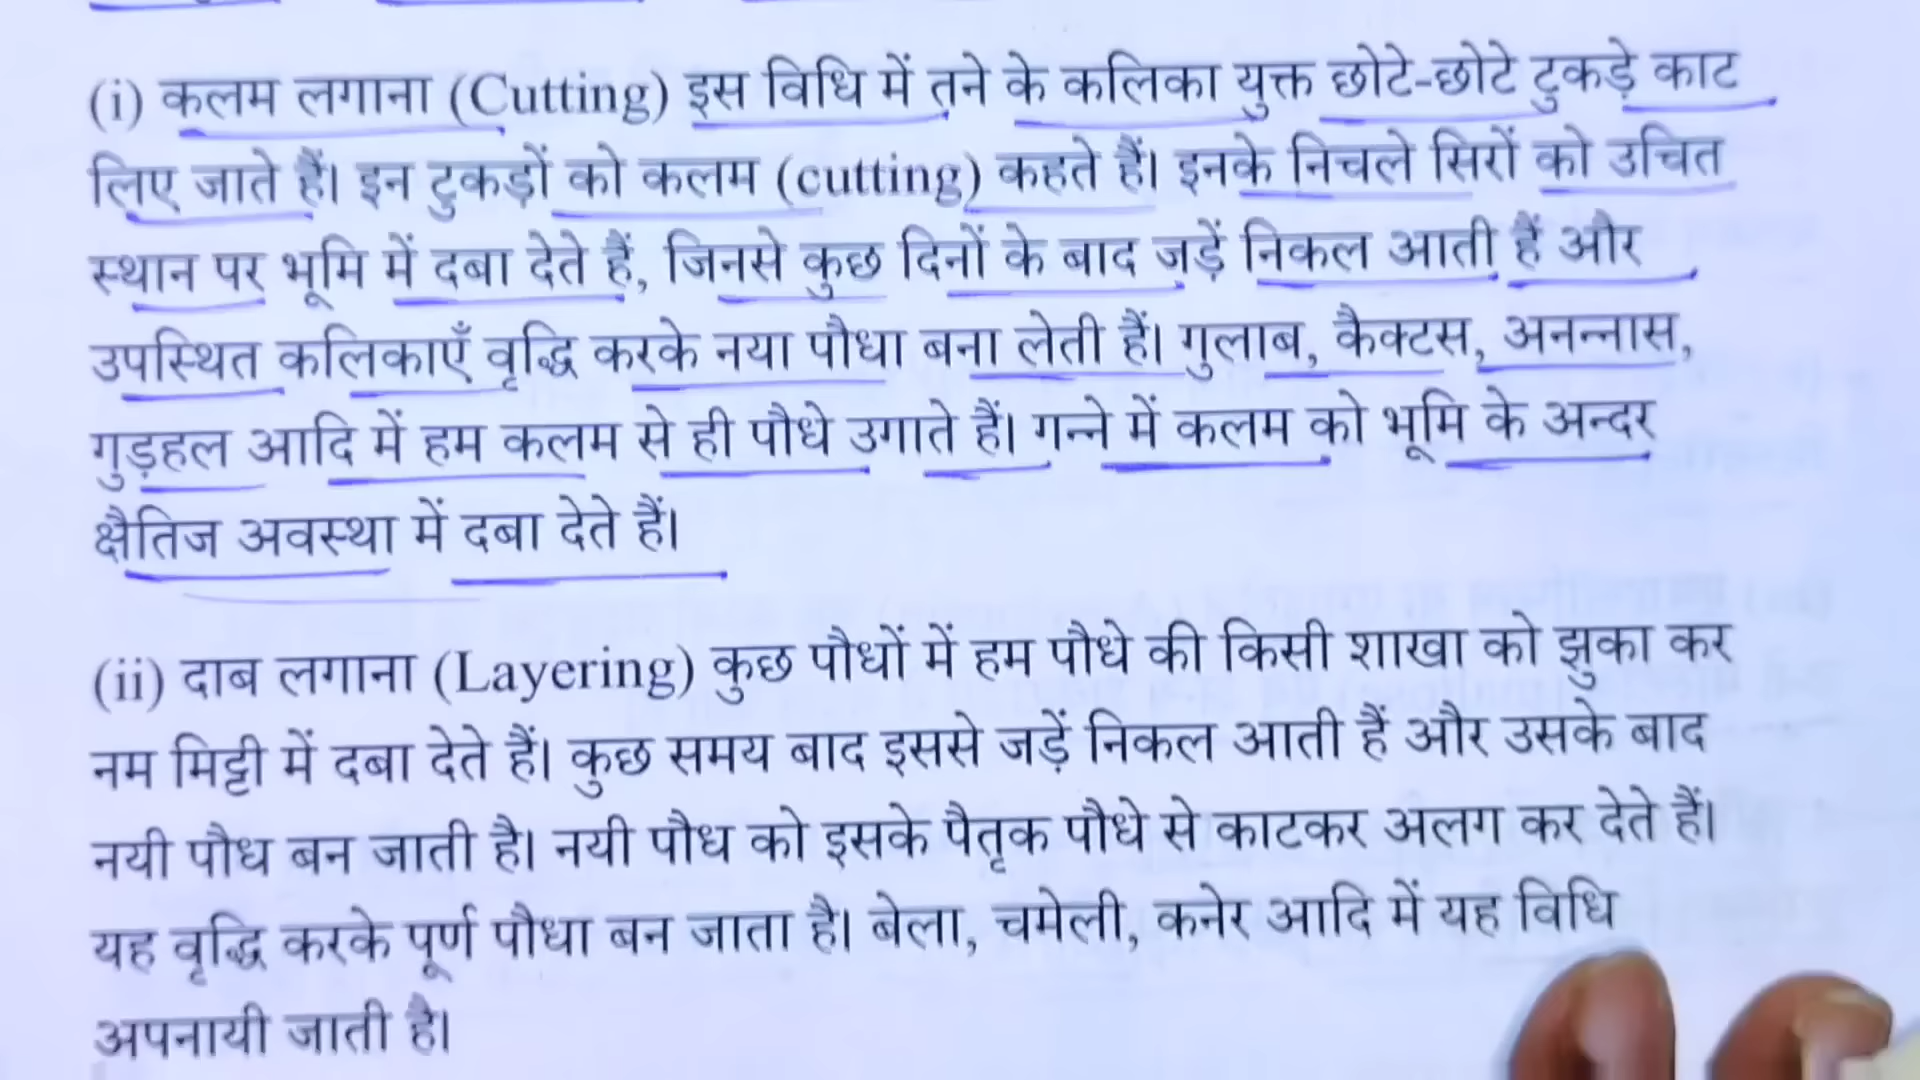 (i) कलम लगाना (Cutting) इस विधि में तने के कलिका युक्त छोटे-छोटे टुकड़े काट
लिए जाते हैं। इन टुकड़ों को कलम (cutting) कहते हैं। इनके निचले सिरों को उचित
स्थान पर भूमि में दबा देते हैं, जिनसे कुछ दिनों के बाद जड़ें निकल आती हैं और
उपस्थित कलिकाएँ वृद्धि करके नया पौधा बना लेती हैं। गुलाब, कैक्टस, अनन्नास,
गुड़हल आदि में हम कलम से ही पौधे उगाते हैं। गन्ने में कलम को भूमि के अन्दर
क्षैतिज अवस्था में दबा देते हैं।
(ii) दाब लगाना (Layering) कुछ पौधों में हम पौधे की किसी शाखा को झुका कर
नम मिट्टी में दबा देते हैं। कुछ समय बाद इससे जड़ें निकल आती हैं और उसके बाद
नयी पौध बन जाती है। नयी पौध को इसके पैतृक पौधे से काटकर अलग कर देते हैं।
यह वृद्धि करके पूर्ण पौधा बन जाता है। बेला, चमेली, कनेर आदि में यह विधि
अपनायी जाती है।